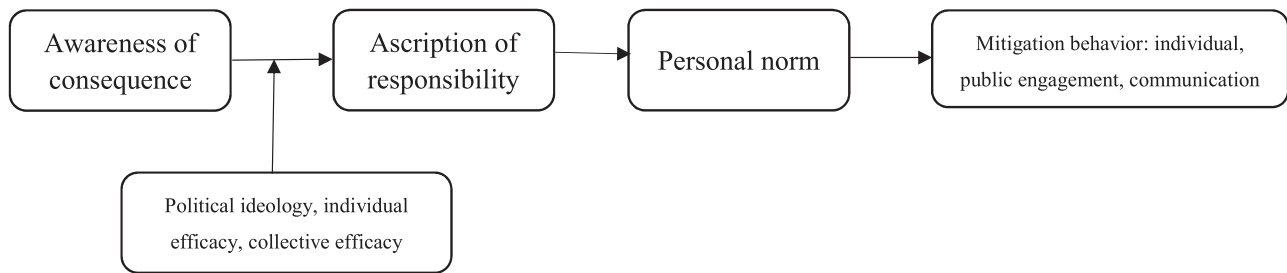 Awareness of
consequence
Ascription of
responsibility
Personal norm
Mitigation behavior: individual,
public engagement, communication
Political ideology, individual
efficacy, collective efficacy